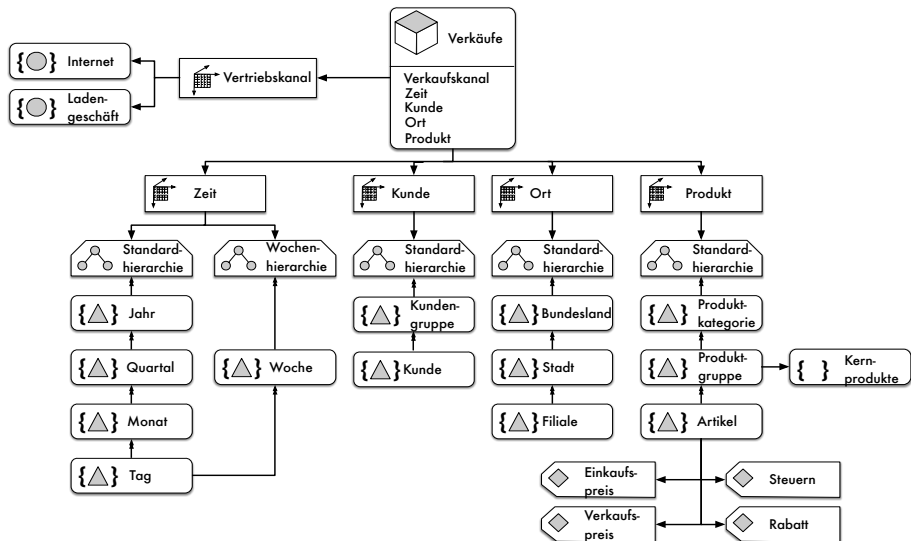 Verkäufe
Verkaufskanal
Zeit
Kunde
Ort
Produkt
Vertriebskanal
{ } Internet
{ } Laden-
geschäft
Zeit
Kunde
Ort
Produkt
Standard-
hierarchie
Wochen-
hierarchie
Standard-
hierarchie
Standard-
hierarchie
Standard-
hierarchie
{ } Jahr
{ } Kunden-
gruppe
{ } Bundesland
{ } Produkt-
kategorie
{ } Quartal
{ } Woche
{ } Kunde
{ } Stadt
{ } Produkt-
gruppe
{ } Kern-
produkte
{ } Monat
{ } Filiale
{ } Artikel
{ } Tag
Einkaufs-
preis
Steuern
Verkaufs-
preis
Rabatt